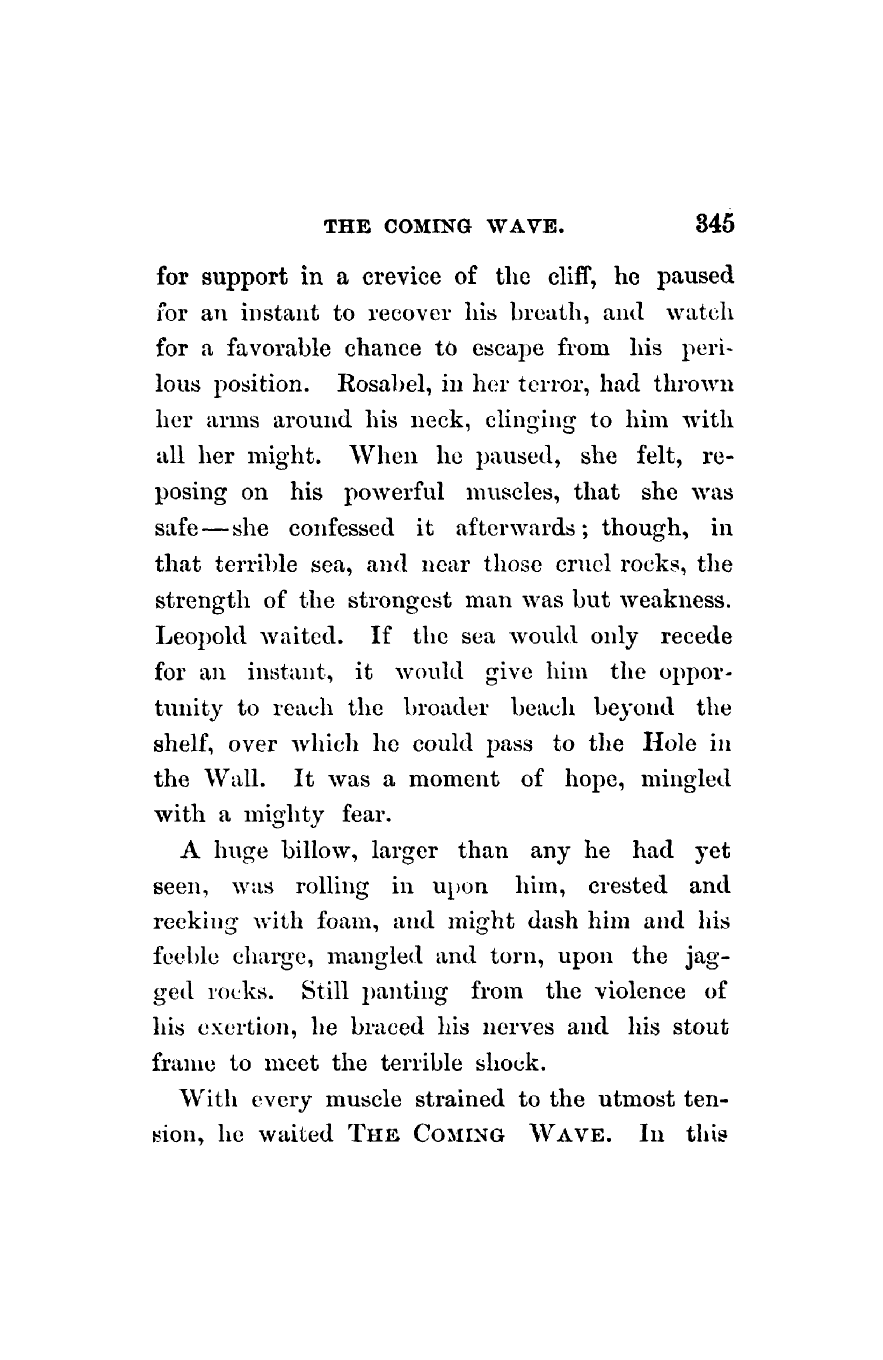 THE COMING WAVE. 345
for support in a crevice of the cliff, he paused
for an instant to recover his breath, and watch
for a favorable chance to escape from his peri-
lous position. Rosabel, in her terror, had thrown
her arms around his neck, clinging to him with
all her might. When he paused, she felt, re-
posing on his powerful muscles, that she was
safe—she confessed it afterwards; though, in
that terrible sea, and near those cruel rocks, the
strength of the strongest man was but weakness.
Leopold waited. If the sea would only recede
for an instant, it would give him the oppor-
tunity to reach the broader beach beyond the
shelf, over which he could pass to the Hole in
the Wall. It was a moment of hope, mingled
with a mighty fear.
A huge billow, larger than any he had yet
seen, was rolling in upon him, crested and
reeking with foam, and might dash him and his
feeble charge, mangled and torn, upon the jag-
ged rocks. Still panting from the violence of
his exertion, he braced his nerves and his stout
frame to meet the terrible shock.
With every muscle strained to the utmost ten-
sion, he waited THE COMING WAVE. In this